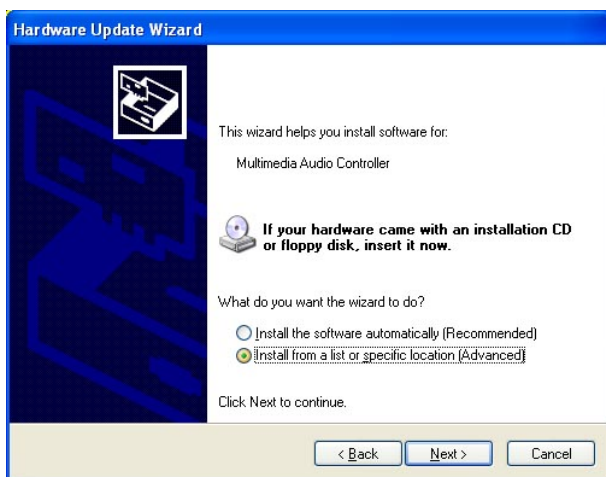 Hardware Update Wizard
This wizard helps you install software for:
Multimedia Audio Controller
If your hardware came with an installation CD
or floppy disk, insert it now.
What do you want the wizard to do?
Install the software automatically (Recommended)
Install from a list or specific location (Advanced)
Click Next to continue.
< Back Next > Cancel